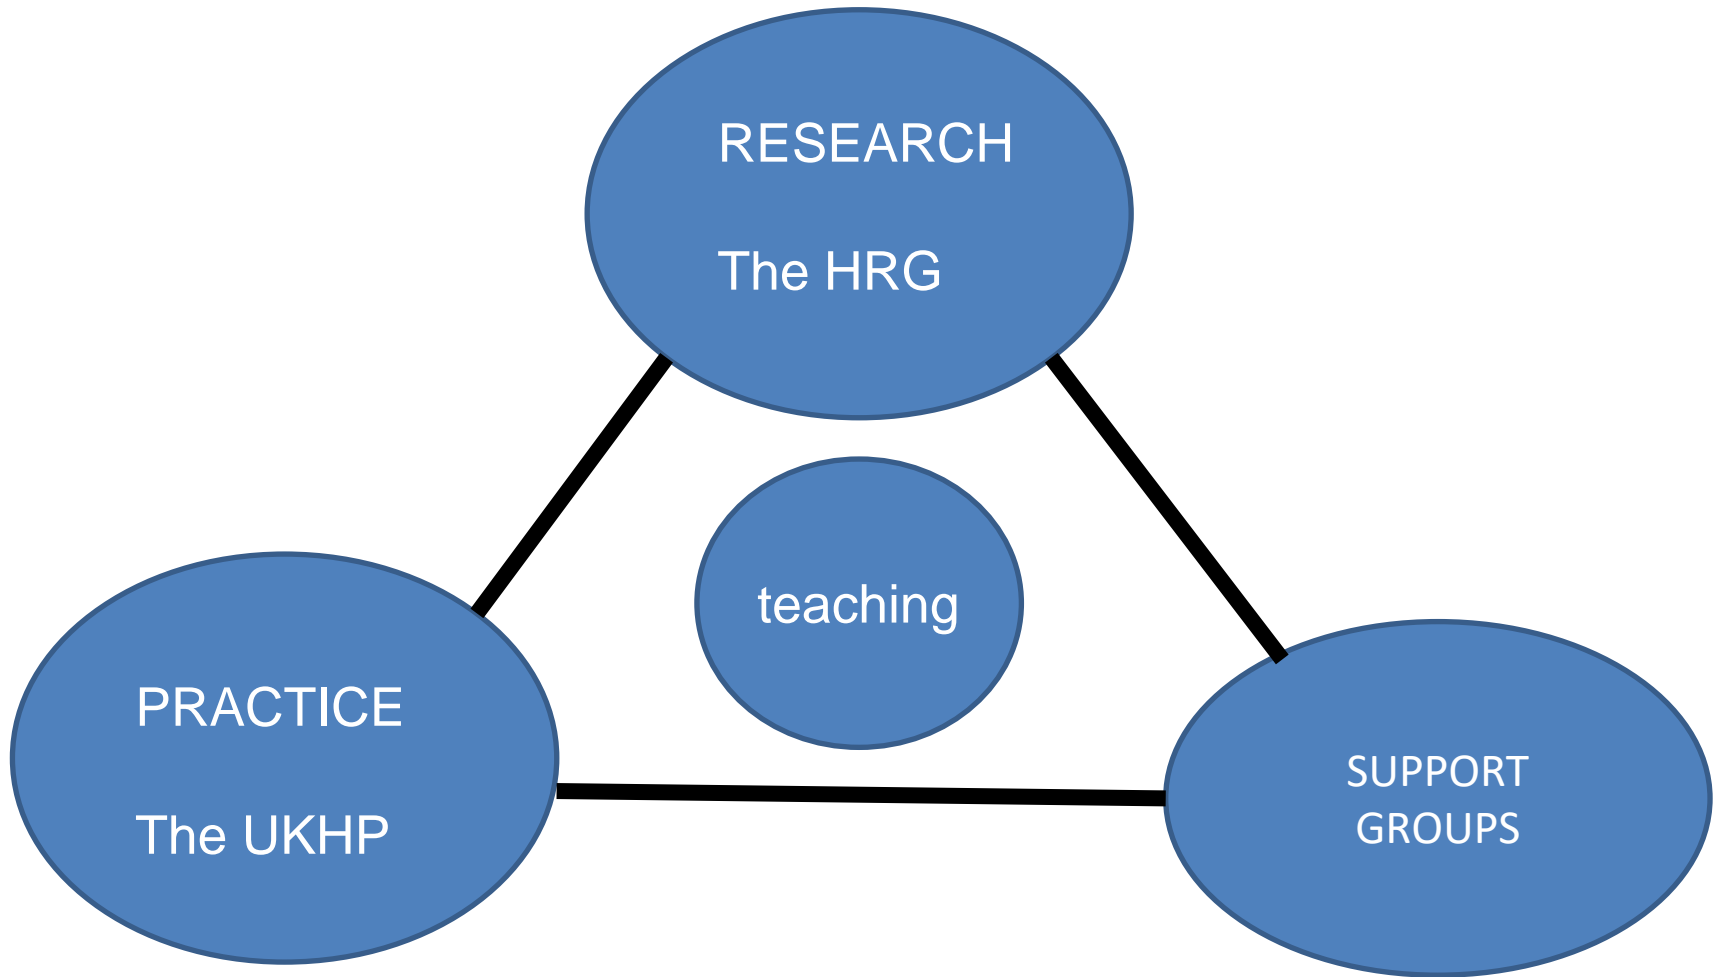 RESEARCH
The HRG
teaching
PRACTICE
The UKHP
SUPPORT
GROUPS